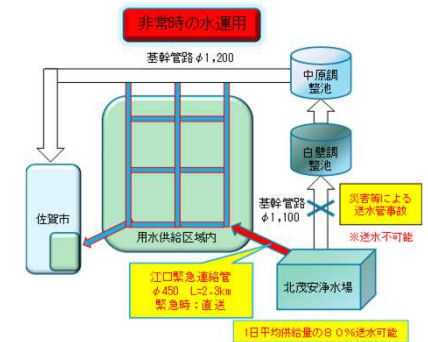 非常時の水運用
基幹管路φ1,200
中原調
整池
白壁調
整池
基幹管路
φ1,100
災害等による
送水管事故
※送水不可能
佐賀市
用水供給区域内
江口緊急連絡管
φ450 L=2.3km
緊急時：直送
北茂安浄水場
1日平均供給量の80％送水可能